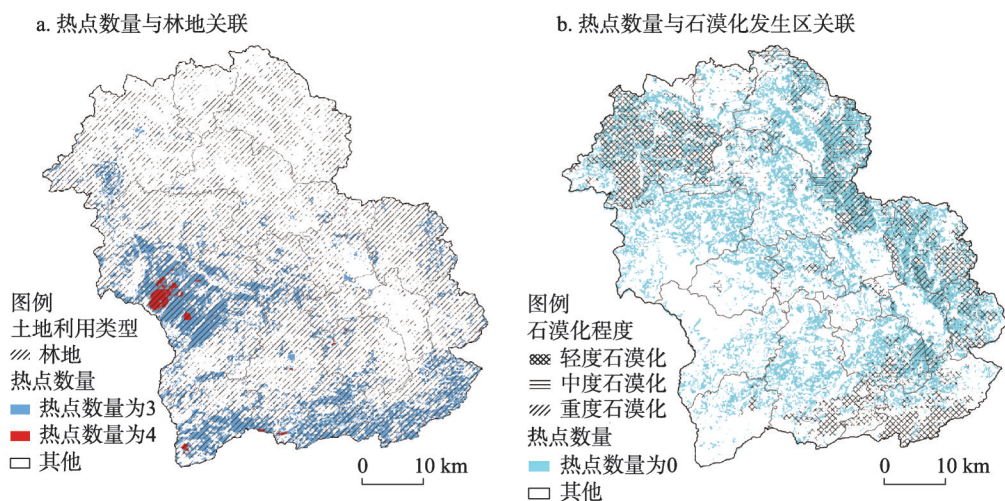 a. 热点数量与林地关联
图例
土地利用类型
林地
热点数量
热点数量为3
热点数量为4
其他
0 10 km
b. 热点数量与石漠化发生区关联
图例
石漠化程度
轻度石漠化
中度石漠化
重度石漠化
热点数量
热点数量为0
其他
0 10 km